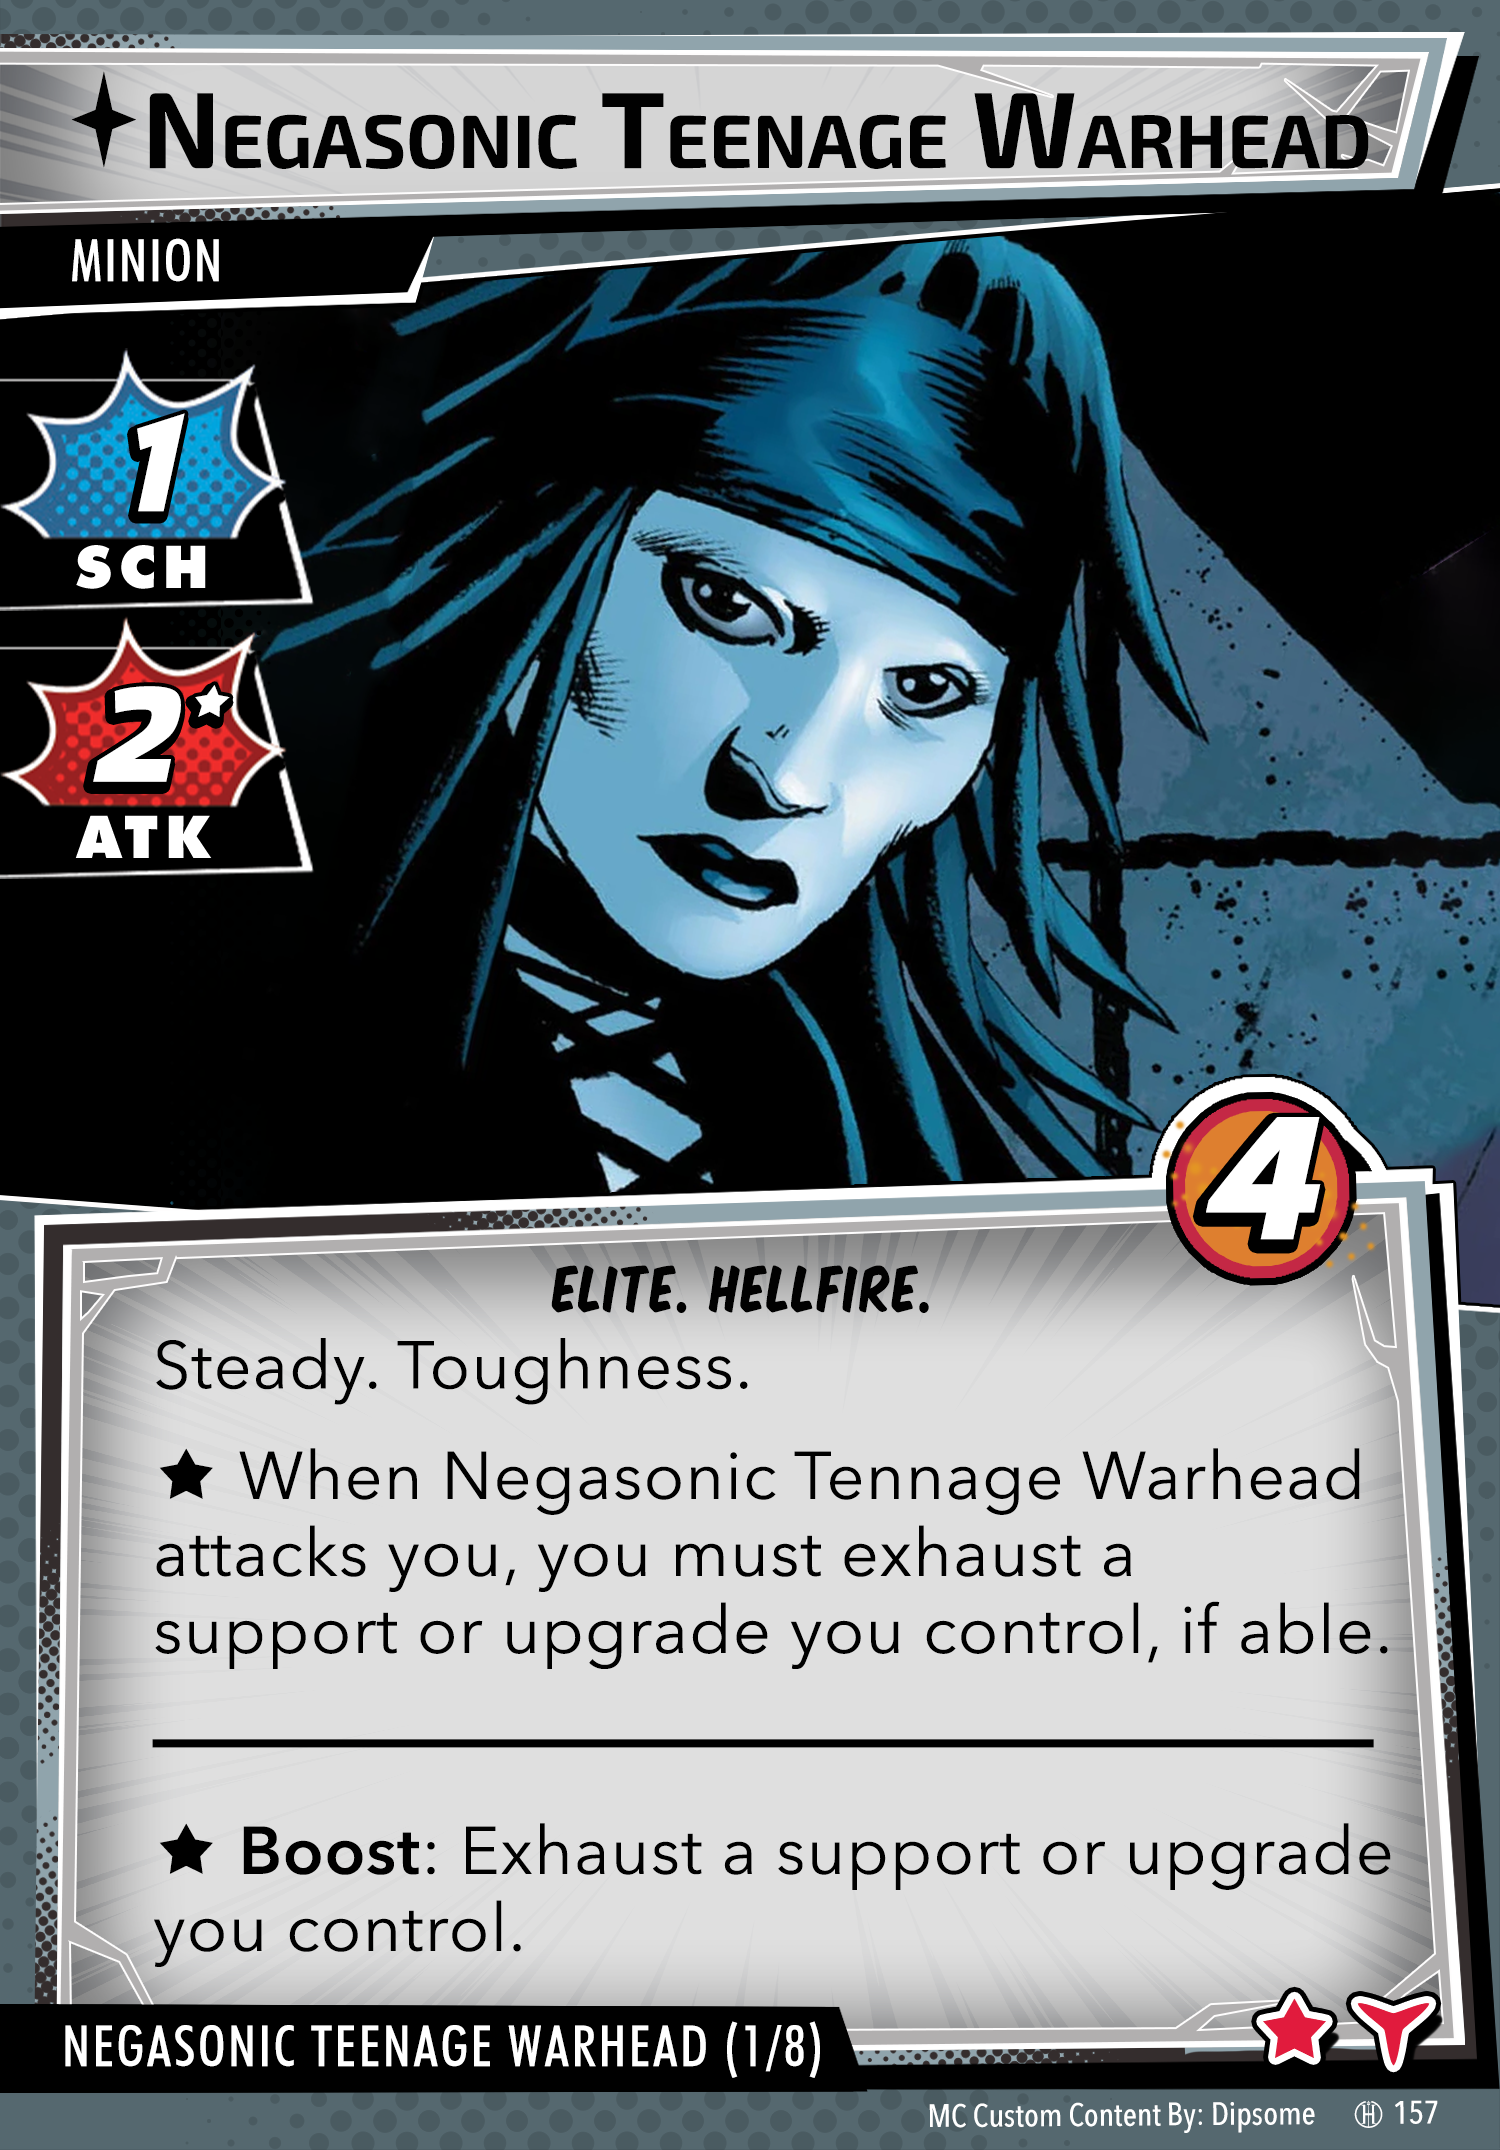 NEGASONIC TEENAGE WARHEAD
MINION
1
SCH
2
ATK
4
ELITE. HELLFIRE.
Steady. Toughness.
★ When Negasonic Tennage Warhead
attacks you, you must exhaust a
support or upgrade you control, if able.
★ Boost: Exhaust a support or upgrade
you control.
NEGASONIC TEENAGE WARHEAD (1/8)
MC Custom Content By: Dipsome 157